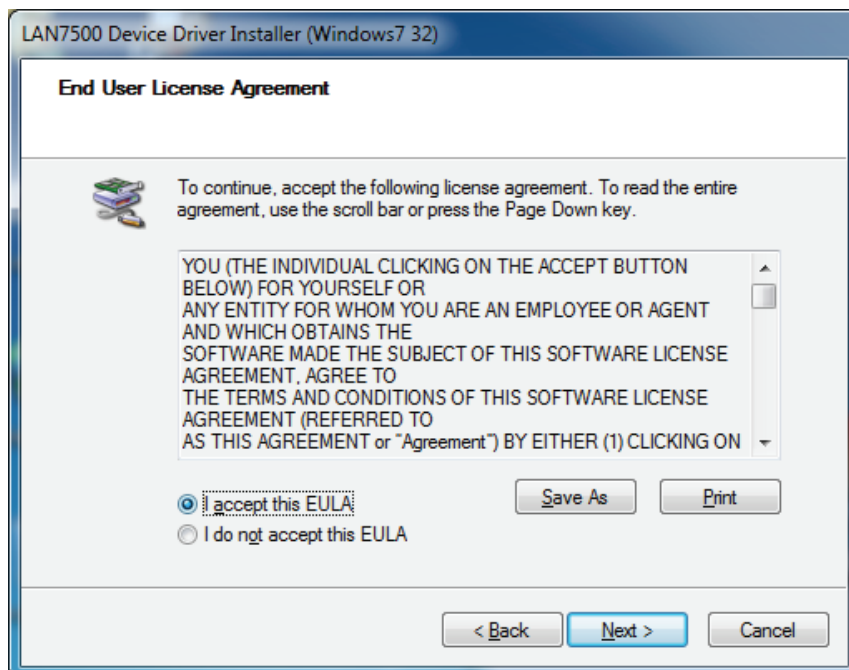 LAN7500 Device Driver Installer (Windows7 32)
End User License Agreement
To continue, accept the following license agreement. To read the entire
agreement, use the scroll bar or press the Page Down key.
YOU (THE INDIVIDUAL CLICKING ON THE ACCEPT BUTTON
BELOW) FOR YOURSELF OR
ANY ENTITY FOR WHOM YOU ARE AN EMPLOYEE OR AGENT
AND WHICH OBTAINS THE
SOFTWARE MADE THE SUBJECT OF THIS SOFTWARE LICENSE
AGREEMENT, AGREE TO
THE TERMS AND CONDITIONS OF THIS SOFTWARE LICENSE
AGREEMENT (REFERRED TO
AS THIS AGREEMENT or "Agreement") BY EITHER (1) CLICKING ON
I accept this EULA
Save As
Print
I do not accept this EULA
< Back
Next >
Cancel